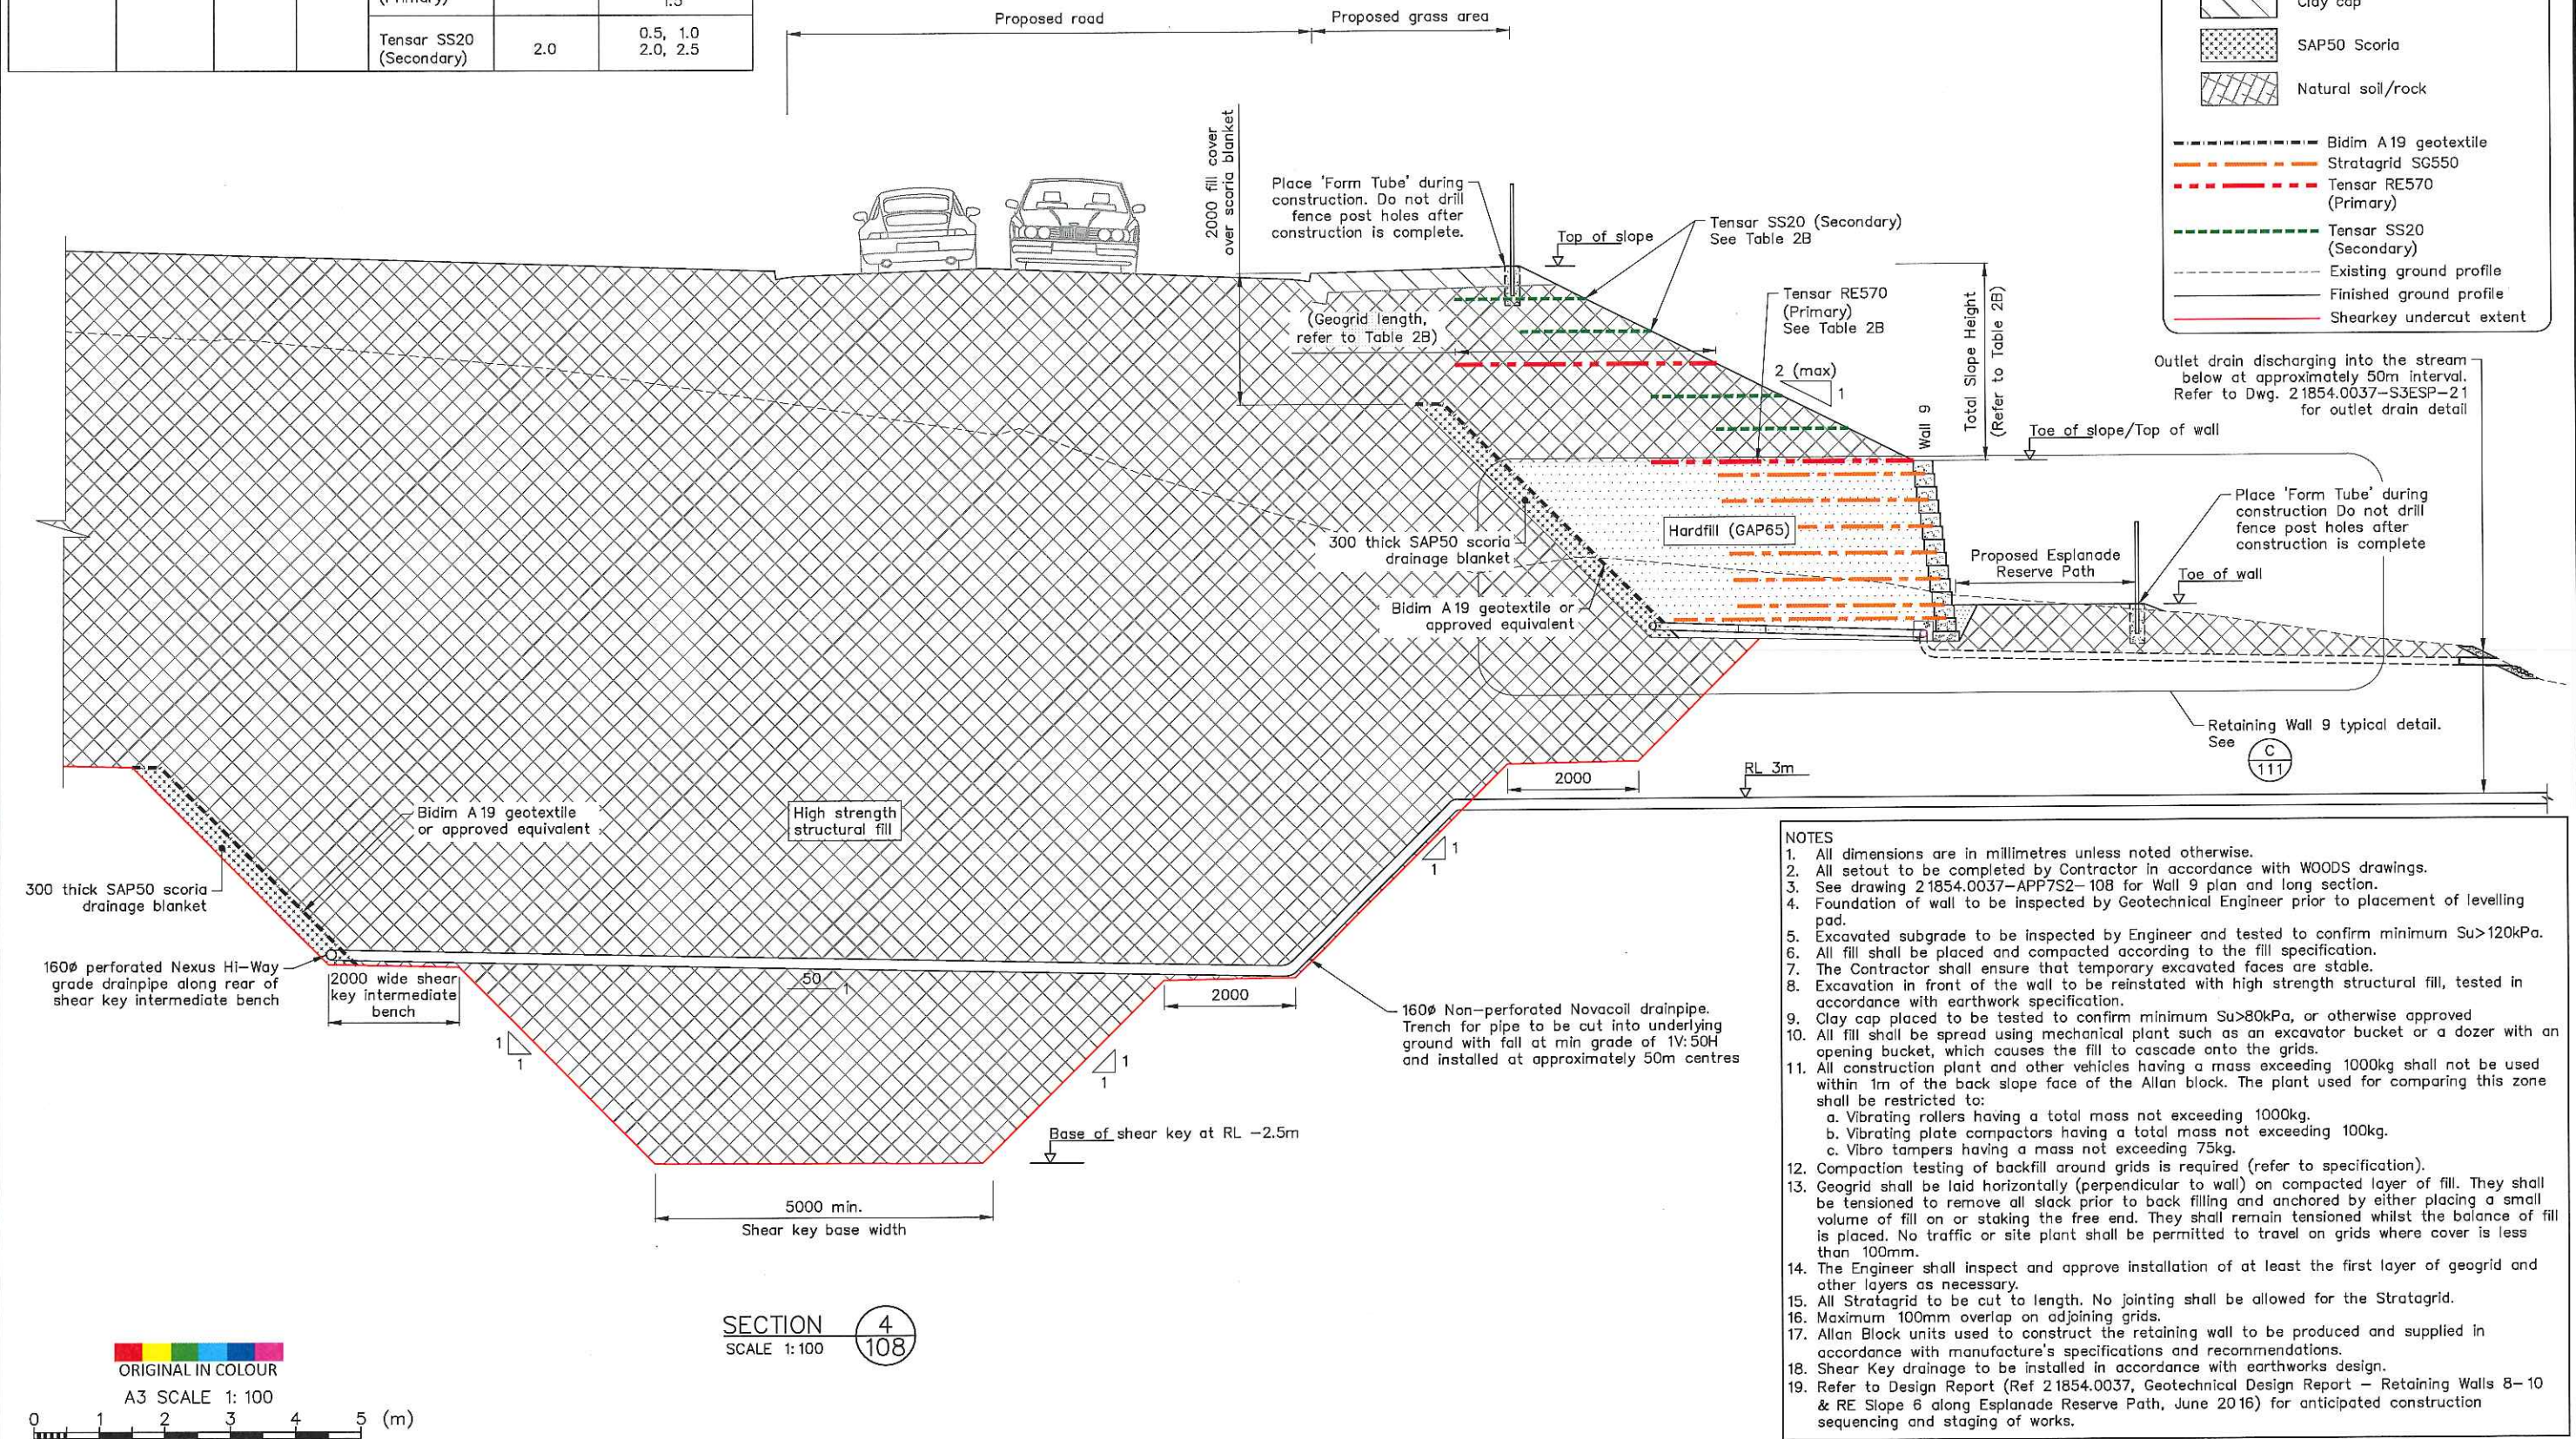 (Primary)
1.5
Tensar SS20
(Secondary)
2.0
0.5, 1.0
2.0, 2.5
Proposed road
Proposed grass area
Clay cap
SAP50 Scoria
Natural soil/rock
Bidim A19 geotextile
Stratagrid SG550
Tensar RE570
(Primary)
Tensar SS20
(Secondary)
Existing ground profile
Finished ground profile
Shearkey undercut extent
2000 fill cover
over scoria blanket
Place 'Form Tube' during
construction. Do not drill
fence post holes after
construction is complete.
Top of slope
Tensar SS20 (Secondary)
See Table 2B
Tensar RE570
(Primary)
See Table 2B
(Geogrid length,
refer to Table 2B)
2 (max)
1
Total Slope Height
(Refer to Table 2B)
Wall 9
Outlet drain discharging into the stream
below at approximately 50m interval.
Refer to Dwg. 21854.0037-S3ESP-21
for outlet drain detail
Toe of slope/Top of wall
Place 'Form Tube' during
construction Do not drill
fence post holes after
construction is complete
Hardfill (GAP65)
300 thick SAP50 scoria
drainage blanket
Proposed Esplanade
Reserve Path
Toe of wall
Bidim A19 geotextile or
approved equivalent
Retaining Wall 9 typical detail.
See
C
111
2000
RL 3m
Bidim A19 geotextile
or approved equivalent
High strength
structural fill
1
1
300 thick SAP50 scoria
drainage blanket
160ø perforated Nexus Hi-Way
grade drainpipe along rear of
shear key intermediate bench
2000 wide shear
key intermediate
bench
50
1
2000
160ø Non-perforated Novacoil drainpipe.
Trench for pipe to be cut into underlying
ground with fall at min grade of 1V:50H
and installed at approximately 50m centres
1
1
1
1
Base of shear key at RL -2.5m
5000 min.
Shear key base width
SECTION
SCALE 1:100
4
108
ORIGINAL IN COLOUR
A3 SCALE 1:100
0 1 2 3 4 5 (m)
NOTES
1. All dimensions are in millimetres unless noted otherwise.
2. All setout to be completed by Contractor in accordance with WOODS drawings.
3. See drawing 21854.0037-APP7S2-108 for Wall 9 plan and long section.
4. Foundation of wall to be inspected by Geotechnical Engineer prior to placement of levelling
pad.
5. Excavated subgrade to be inspected by Engineer and tested to confirm minimum Su>120kPa.
6. All fill shall be placed and compacted according to the fill specification.
7. The Contractor shall ensure that temporary excavated faces are stable.
8. Excavation in front of the wall to be reinstated with high strength structural fill, tested in
accordance with earthwork specification.
9. Clay cap placed to be tested to confirm minimum Su>80kPa, or otherwise approved
10. All fill shall be spread using mechanical plant such as an excavator bucket or a dozer with an
opening bucket, which causes the fill to cascade onto the grids.
11. All construction plant and other vehicles having a mass exceeding 1000kg shall not be used
within 1m of the back slope face of the Allan block. The plant used for comparing this zone
shall be restricted to:
a. Vibrating rollers having a total mass not exceeding 1000kg.
b. Vibrating plate compactors having a total mass not exceeding 100kg.
c. Vibro tampers having a mass not exceeding 75kg.
12. Compaction testing of backfill around grids is required (refer to specification).
13. Geogrid shall be laid horizontally (perpendicular to wall) on compacted layer of fill. They shall
be tensioned to remove all slack prior to back filling and anchored by either placing a small
volume of fill on or staking the free end. They shall remain tensioned whilst the balance of fill
is placed. No traffic or site plant shall be permitted to travel on grids where cover is less
than 100mm.
14. The Engineer shall inspect and approve installation of at least the first layer of geogrid and
other layers as necessary.
15. All Stratagrid to be cut to length. No jointing shall be allowed for the Stratagrid.
16. Maximum 100mm overlap on adjoining grids.
17. Allan Block units used to construct the retaining wall to be produced and supplied in
accordance with manufacture's specifications and recommendations.
18. Shear Key drainage to be installed in accordance with earthworks design.
19. Refer to Design Report (Ref 21854.0037, Geotechnical Design Report - Retaining Walls 8-10
& RE Slope 6 along Esplanade Reserve Path, June 2016) for anticipated construction
sequencing and staging of works.